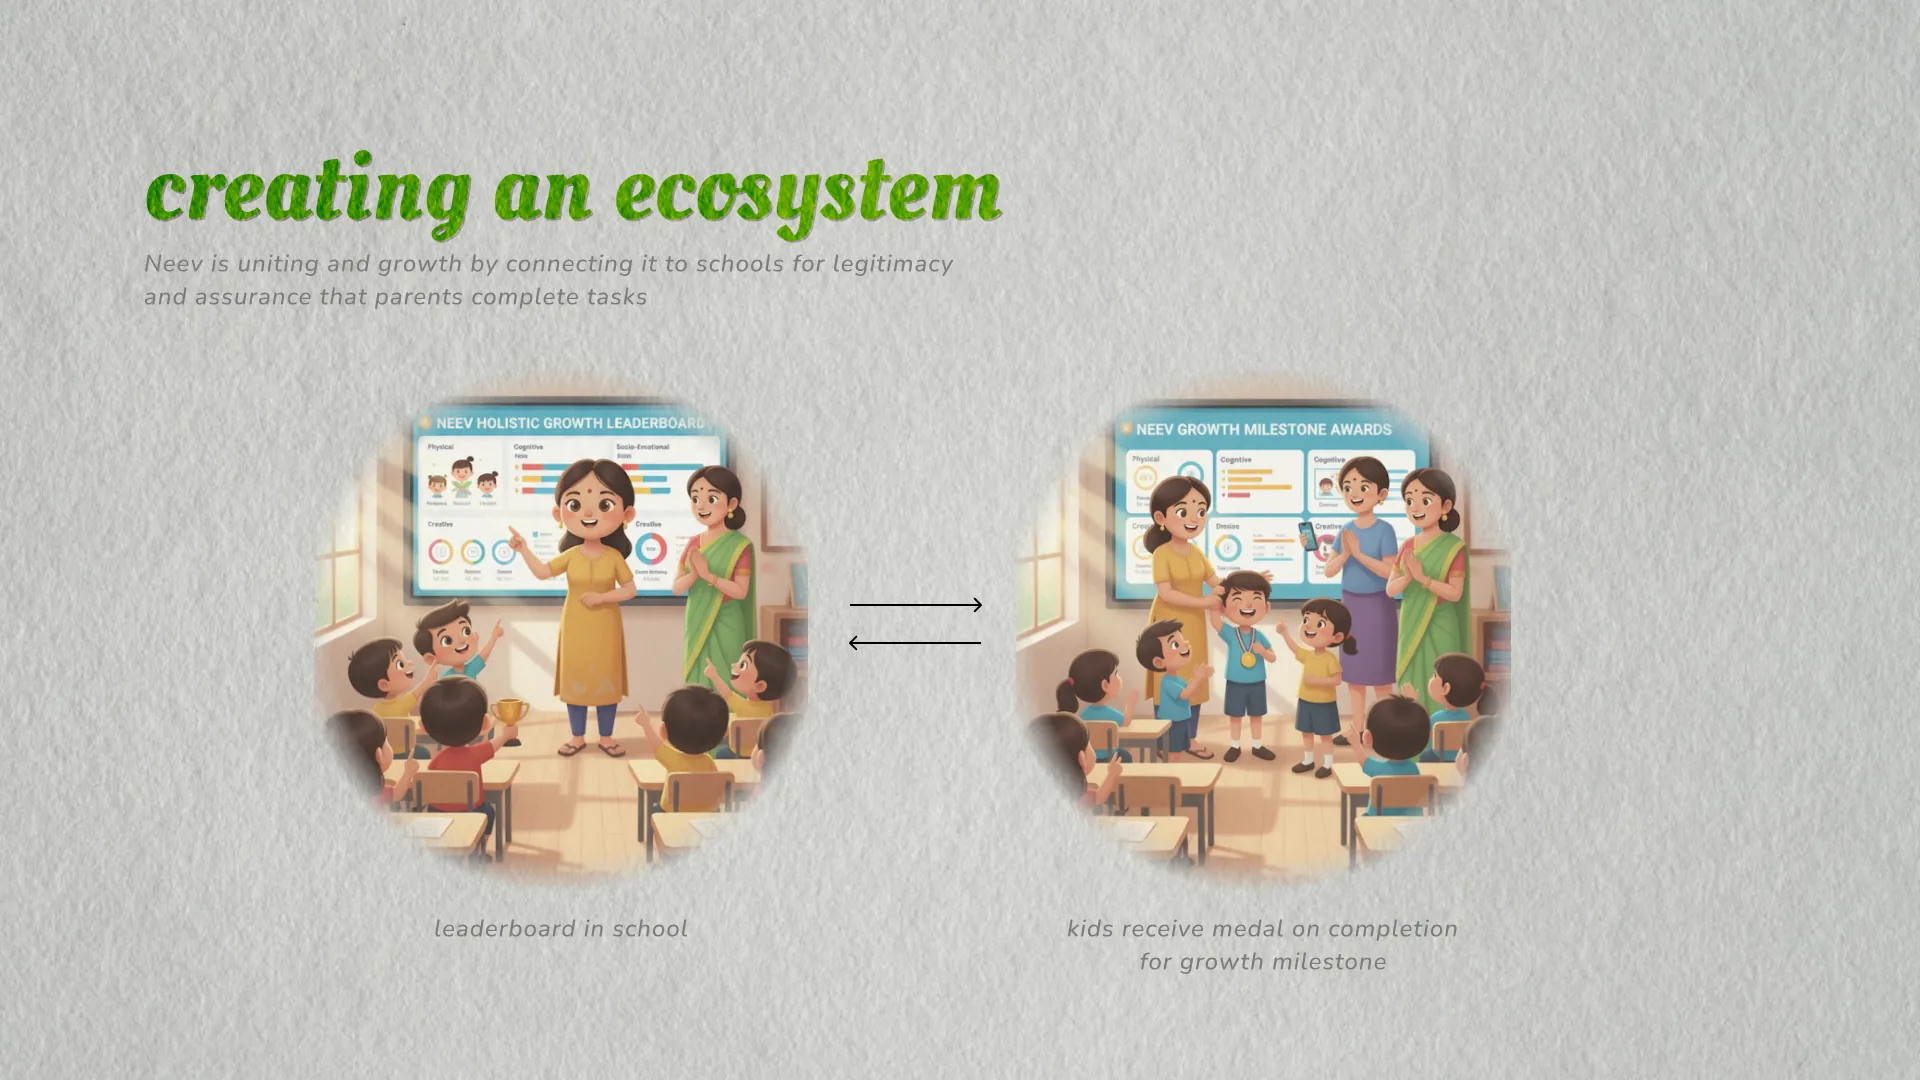 creating an ecosystem
Neev is uniting and growth by connecting it to schools for legitimacy
and assurance that parents complete tasks
NEEV HOLISTIC GROWTH LEADERBOARD
Physical
Cognitive
Socio-Emotional
Creative
Creative
NEEV GROWTH MILESTONE AWARDS
Physical
Cognitive
Cognitive
Creative
leaderboard in school
kids receive medal on completion
for growth milestone